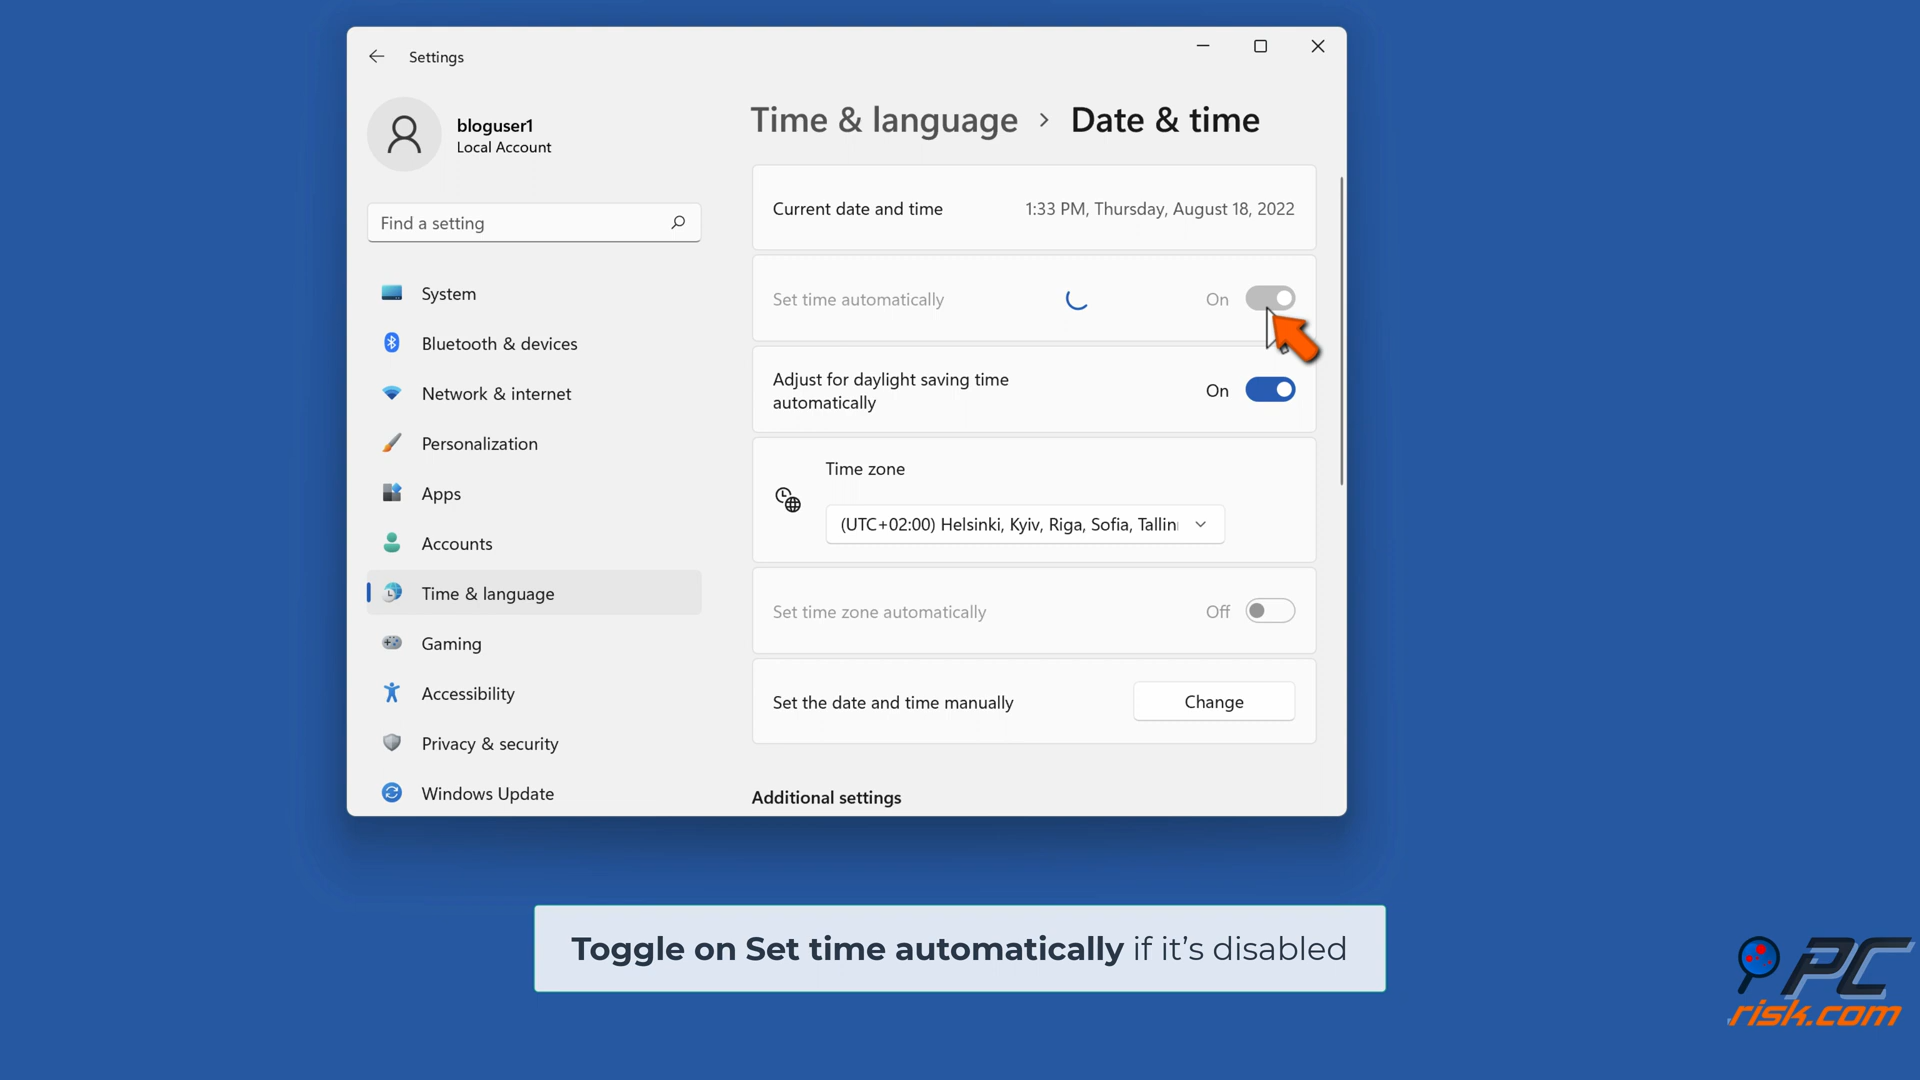 Settings
bloguser1
Local Account
Find a setting
System
Bluetooth & devices
Network & internet
Personalization
Apps
Accounts
Time & language
Gaming
Accessibility
Privacy & security
Windows Update
Time & language > Date & time
Current date and time 1:33 PM, Thursday, August 18, 2022
Set time automatically On
Adjust for daylight saving time
automatically
On
Time zone
(UTC+02:00) Helsinki, Kyiv, Riga, Sofia, Tallin
Set time zone automatically Off
Set the date and time manually Change
Additional settings
Toggle on Set time automatically if it’s disabled
PC
risk.com